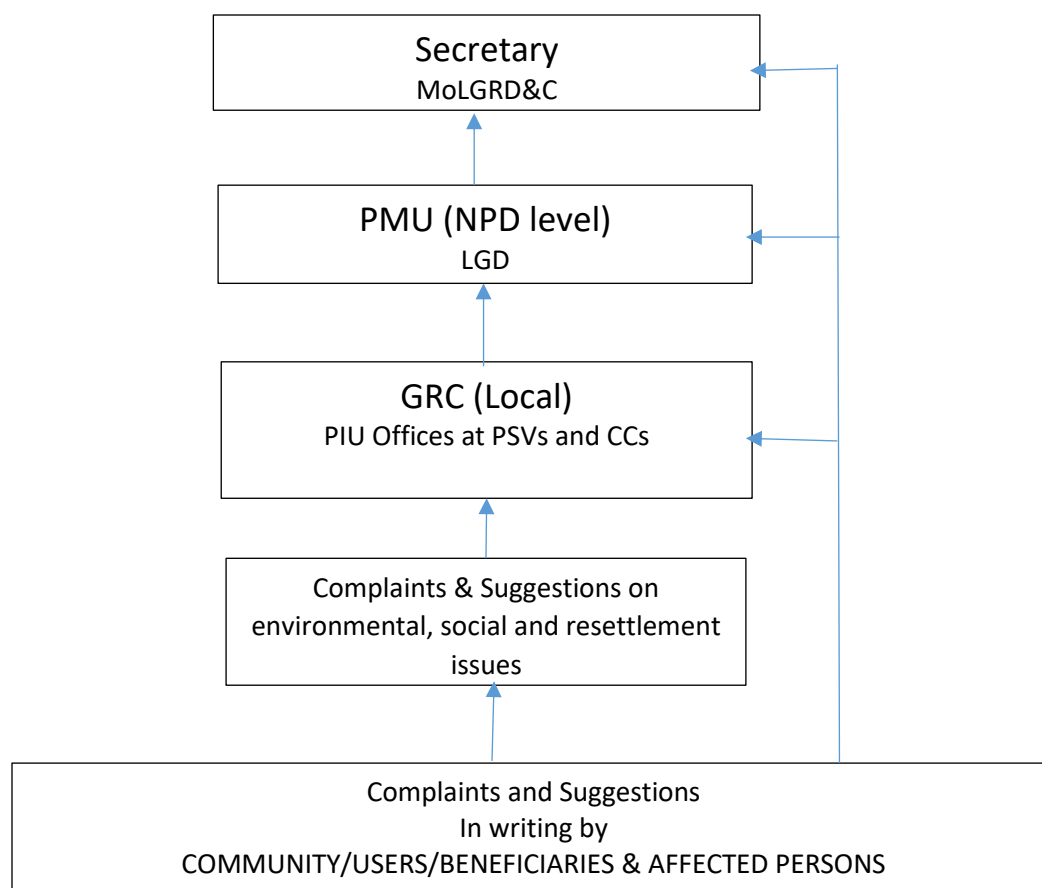 Secretary
MoLGRD&C
PMU (NPD level)
LGD
GRC (Local)
PIU Offices at PSVs and CCs
Complaints & Suggestions on
environmental, social and resettlement
issues
Complaints and Suggestions
In writing by
COMMUNITY/USERS/BENEFICIARIES & AFFECTED PERSONS